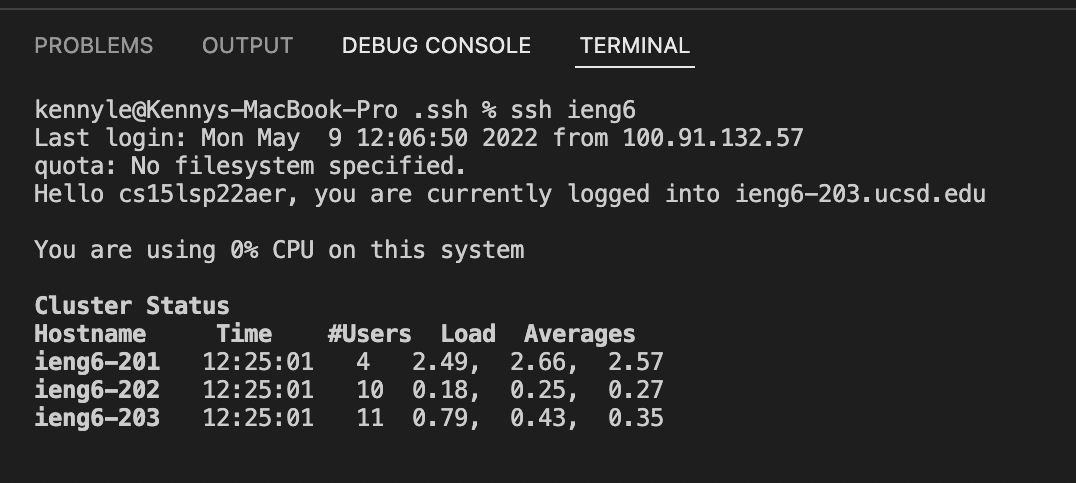 PROBLEMS OUTPUT DEBUG CONSOLE TERMINAL
kennyle@Kennys-MacBook-Pro .ssh % ssh ieng6
Last login: Mon May  9 12:06:50 2022 from 100.91.132.57
quota: No filesystem specified.
Hello cs15lsp22aer, you are currently logged into ieng6-203.ucsd.edu
You are using 0% CPU on this system
Cluster Status
Hostname     Time    #Users  Load  Averages
ieng6-201   12:25:01   4   2.49,  2.66,  2.57
ieng6-202   12:25:01   10  0.18,  0.25,  0.27
ieng6-203   12:25:01   11  0.79,  0.43,  0.35